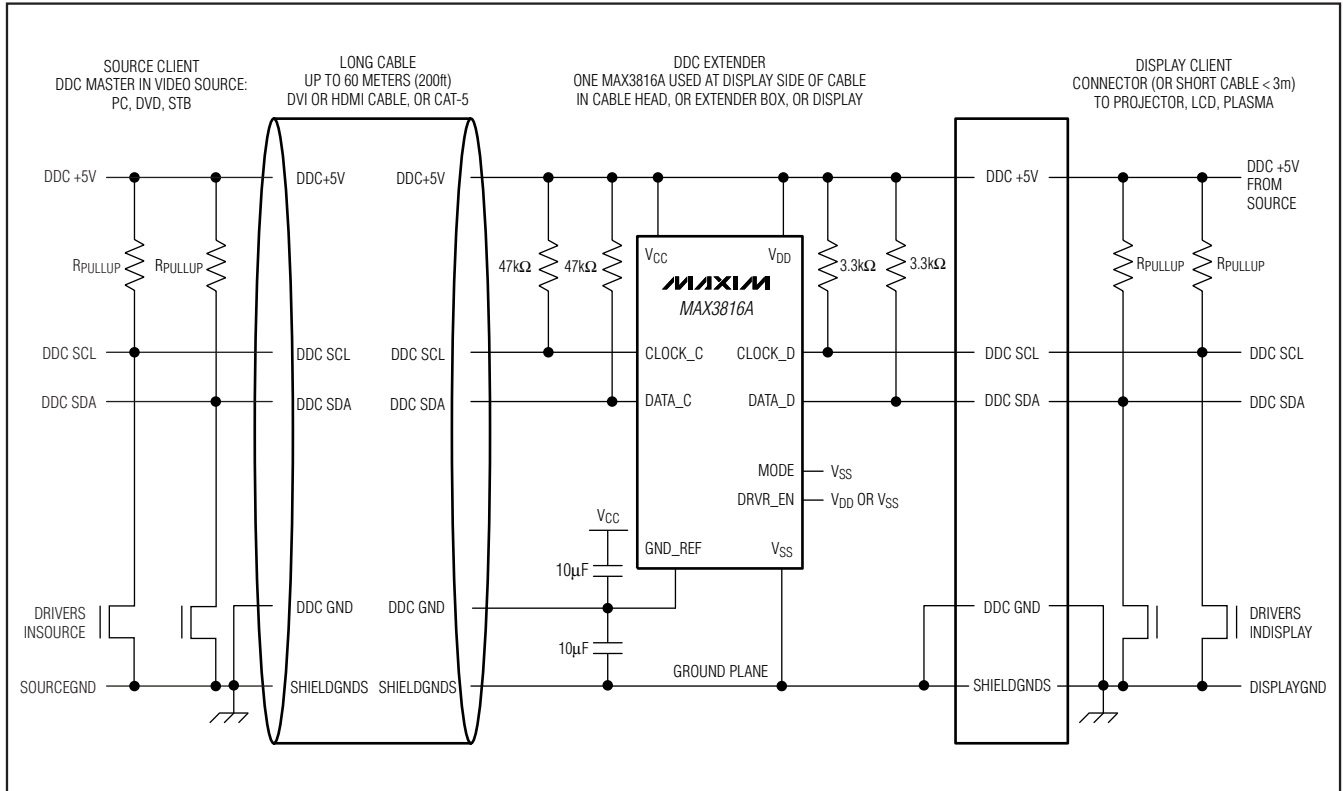 SOURCE CLIENT
DDC MASTER IN VIDEO SOURCE:
PC, DVD, STB
LONG CABLE
UP TO 60 METERS (200ft)
DVI OR HDMI CABLE, OR CAT-5
DDC EXTENDER
ONE MAX3816A USED AT DISPLAY SIDE OF CABLE
IN CABLE HEAD, OR EXTENDER BOX, OR DISPLAY
DISPLAY CLIENT
CONNECTOR (OR SHORT CABLE < 3m)
TO PROJECTOR, LCD, PLASMA
DDC +5V
DDC+5V
DDC+5V
DDC +5V
DDC +5V
FROM
SOURCE
RPULLUP
RPULLUP
47kΩ
47kΩ
VCC
VDD
MAXIM
MAX3816A
3.3kΩ
3.3kΩ
RPULLUP
RPULLUP
DDC SCL
DDC SCL
DDC SCL
CLOCK_C
CLOCK_D
DDC SCL
DDC SCL
DDC SDA
DDC SDA
DDC SDA
DATA_C
DATA_D
DDC SDA
DDC SDA
MODE
VSS
DRVR_EN
VDD OR VSS
VCC
GND_REF
VSS
10µF
DRIVERS
INSOURCE
DDC GND
DDC GND
DDC GND
DRIVERS
INDISPLAY
10µF
GROUND PLANE
SOURCEGND
SHIELDGNDS
SHIELDGNDS
SHIELDGNDS
DISPLAYGND